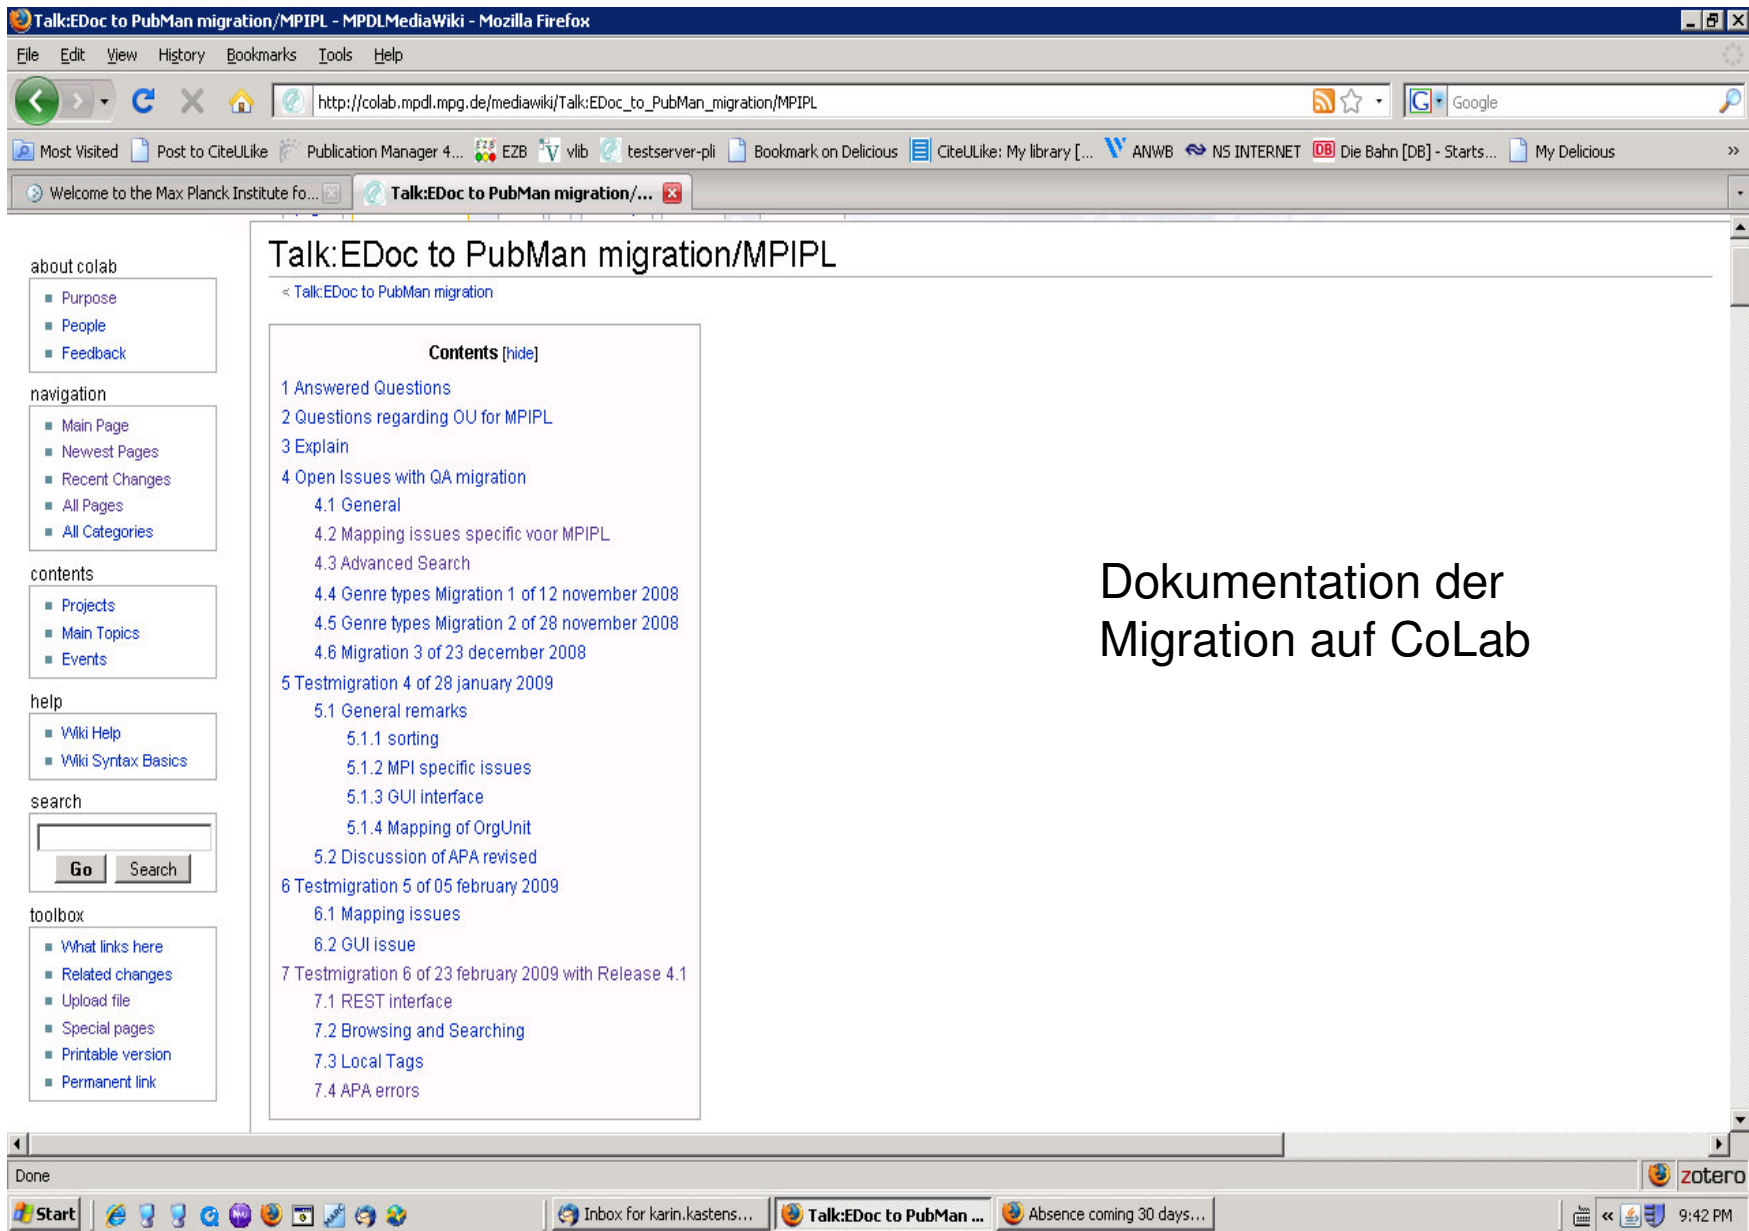 Talk:EDoc to PubMan migration/MPIPL - MPDLMediaWiki - Mozilla Firefox
File Edit View History Bookmarks Tools Help
http://colab.mpdl.mpg.de/mediawiki/Talk:EDoc_to_PubMan_migration/MPIPL
Google
Most Visited Post to CiteULike Publication Manager 4... EZB vlib testserver-pli Bookmark on Delicious CiteULike: My library [... ANWB NS INTERNET Die Bahn [DB] - Starts... My Delicious »
Welcome to the Max Planck Institute fo... Talk:EDoc to PubMan migration/...
about colab
Purpose
People
Feedback
navigation
Main Page
Newest Pages
Recent Changes
All Pages
All Categories
contents
Projects
Main Topics
Events
help
Wiki Help
Wiki Syntax Basics
search
Go Search
toolbox
What links here
Related changes
Upload file
Special pages
Printable version
Permanent link
Talk:EDoc to PubMan migration/MPIPL
< Talk:EDoc to PubMan migration
Contents [hide]
1 Answered Questions
2 Questions regarding OU for MPIPL
3 Explain
4 Open Issues with QA migration
4.1 General
4.2 Mapping issues specific voor MPIPL
4.3 Advanced Search
4.4 Genre types Migration 1 of 12 november 2008
4.5 Genre types Migration 2 of 28 november 2008
4.6 Migration 3 of 23 december 2008
5 Testmigration 4 of 28 january 2009
5.1 General remarks
5.1.1 sorting
5.1.2 MPI specific issues
5.1.3 GUI interface
5.1.4 Mapping of OrgUnit
5.2 Discussion of APA revised
6 Testmigration 5 of 05 february 2009
6.1 Mapping issues
6.2 GUI issue
7 Testmigration 6 of 23 february 2009 with Release 4.1
7.1 REST interface
7.2 Browsing and Searching
7.3 Local Tags
7.4 APA errors
Dokumentation der
Migration auf CoLab
Done
zotero
Start Inbox for karin.kastens... Talk:EDoc to PubMan ... Absence coming 30 days... « 9:42 PM